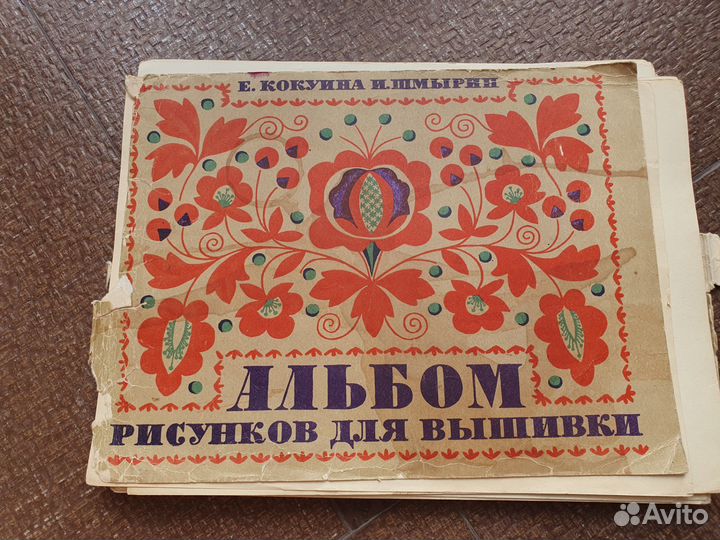 Е. КОКУИНА И. ШМЫРИН
АЛЬБОМ
РИСУНКОВ ДЛЯ ВЫШИВКИ
Avito